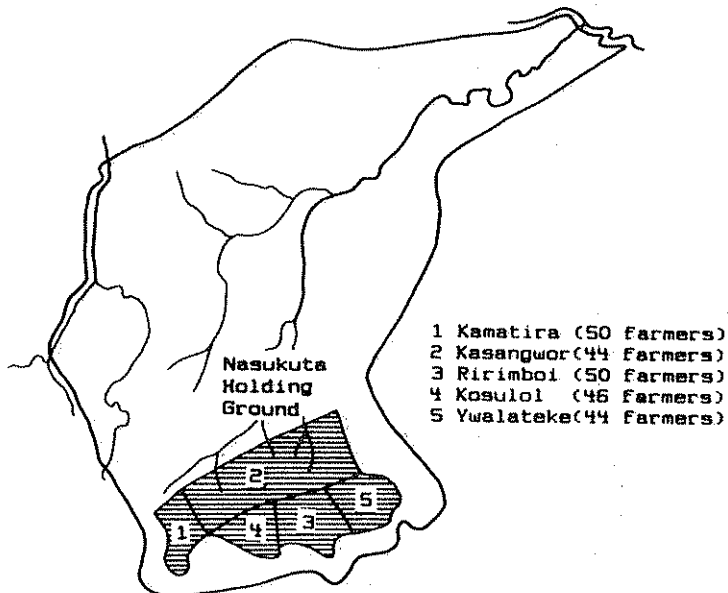 Nasukuta
Holding
Ground
1 Kamatira (50 farmers)
2 Kasangwor(44 farmers)
3 Ririmboi (50 farmers)
4 Kosulol (46 farmers)
5 Ywalateke(44 farmers)
2
5
1
4
3